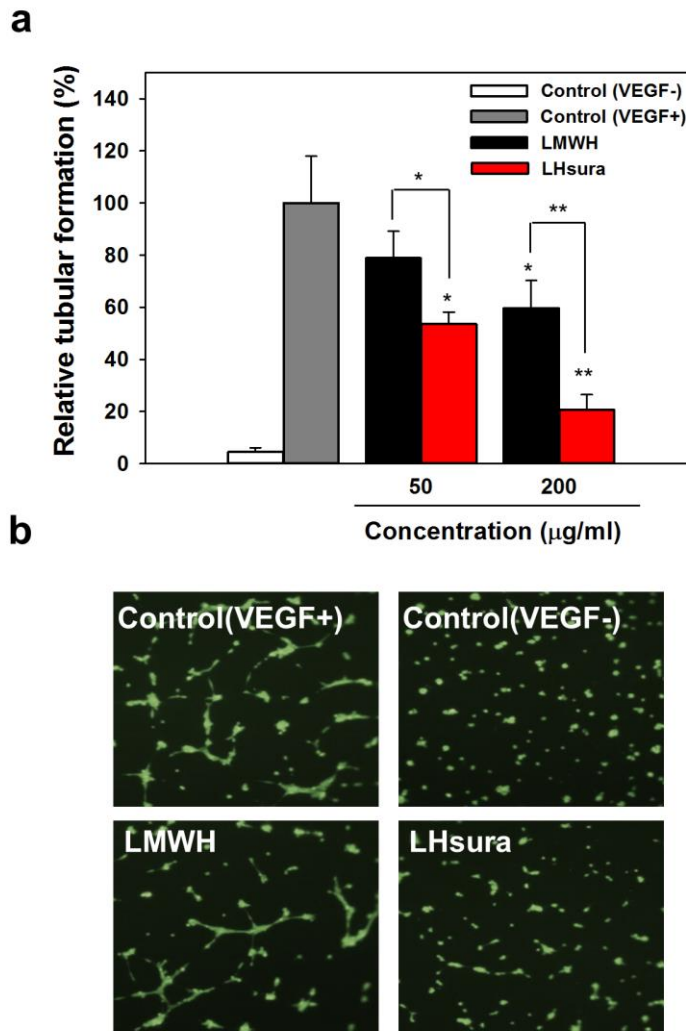 a
Relative tubular formation (%)
140
120
100
80
60
40
20
0
Control (VEGF-)
Control (VEGF+)
LMWH
LHsura
*
*
*
**
**
50 200
Concentration (μg/ml)
b
Control(VEGF+) Control(VEGF-)
LMWH LHsura